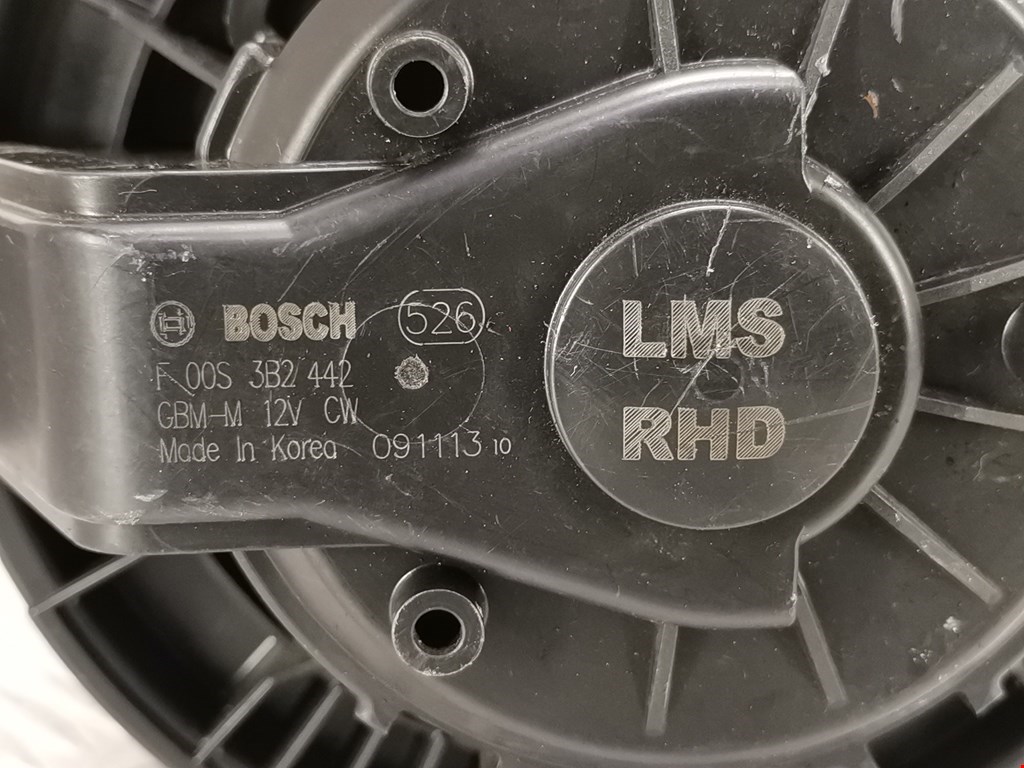 BOSCH 526
F 00S 3B2 442
GBM-M 12V CW
Made In Korea 091113 10
LMS
RHD